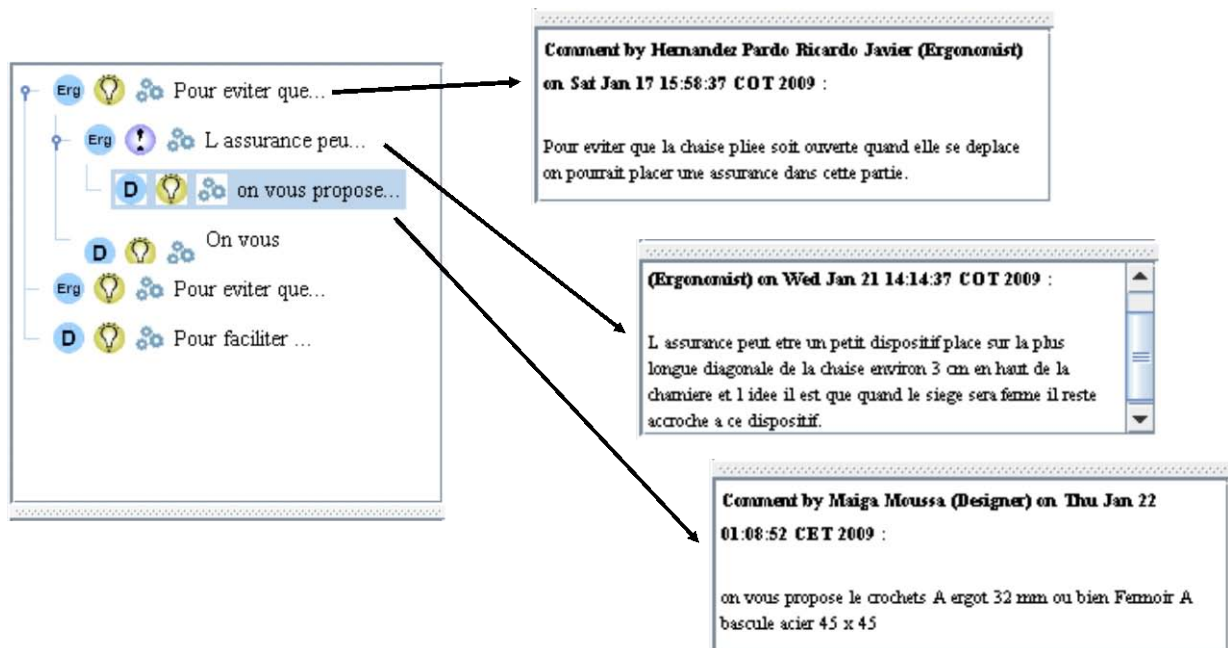 Erg Pour eviter que...
Erg ! L assurance peu...
D on vous propose...
D On vous
Erg Pour eviter que...
D Pour faciliter ...
Comment by Hernandez Pardo Ricardo Javier (Ergonomist)
on Sat Jan 17 15:58:37 COT 2009 :
Pour eviter que la chaise pliee soit ouverte quand elle se deplace
on pourrait placer une assurance dans cette partie.
(Ergonomist) on Wed Jan 21 14:14:37 COT 2009 :
L assurance peut etre un petit dispositif place sur la plus
longue diagonale de la chaise environ 3 cm en haut de la
charniere et l idee il est que quand le siege sera ferme il reste
accroche a ce dispositif.
Comment by Maiga Moussa (Designer) on Thu Jan 22
01:08:52 CET 2009 :
on vous propose le crochets A ergot 32 mm ou bien Fermoir A
bascule acier 45 x 45